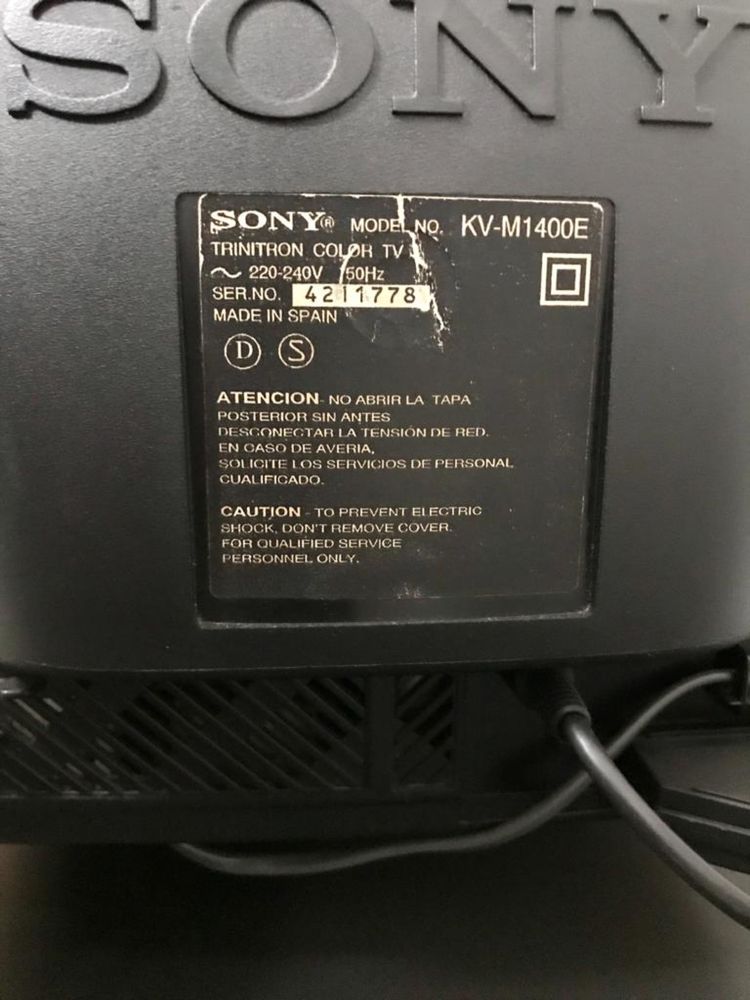 SONY
SONY® MODEL NO. KV-M1400E
TRINITRON COLOR TV
~ 220-240V 50Hz
SER.NO. 4211778
MADE IN SPAIN
D S
ATENCION - NO ABRIR LA TAPA
POSTERIOR SIN ANTES
DESCONECTAR LA TENSIÓN DE RED.
EN CASO DE AVERIA,
SOLICITE LOS SERVICIOS DE PERSONAL
CUALIFICADO.
CAUTION - TO PREVENT ELECTRIC
SHOCK, DON'T REMOVE COVER.
FOR QUALIFIED SERVICE
PERSONNEL ONLY.